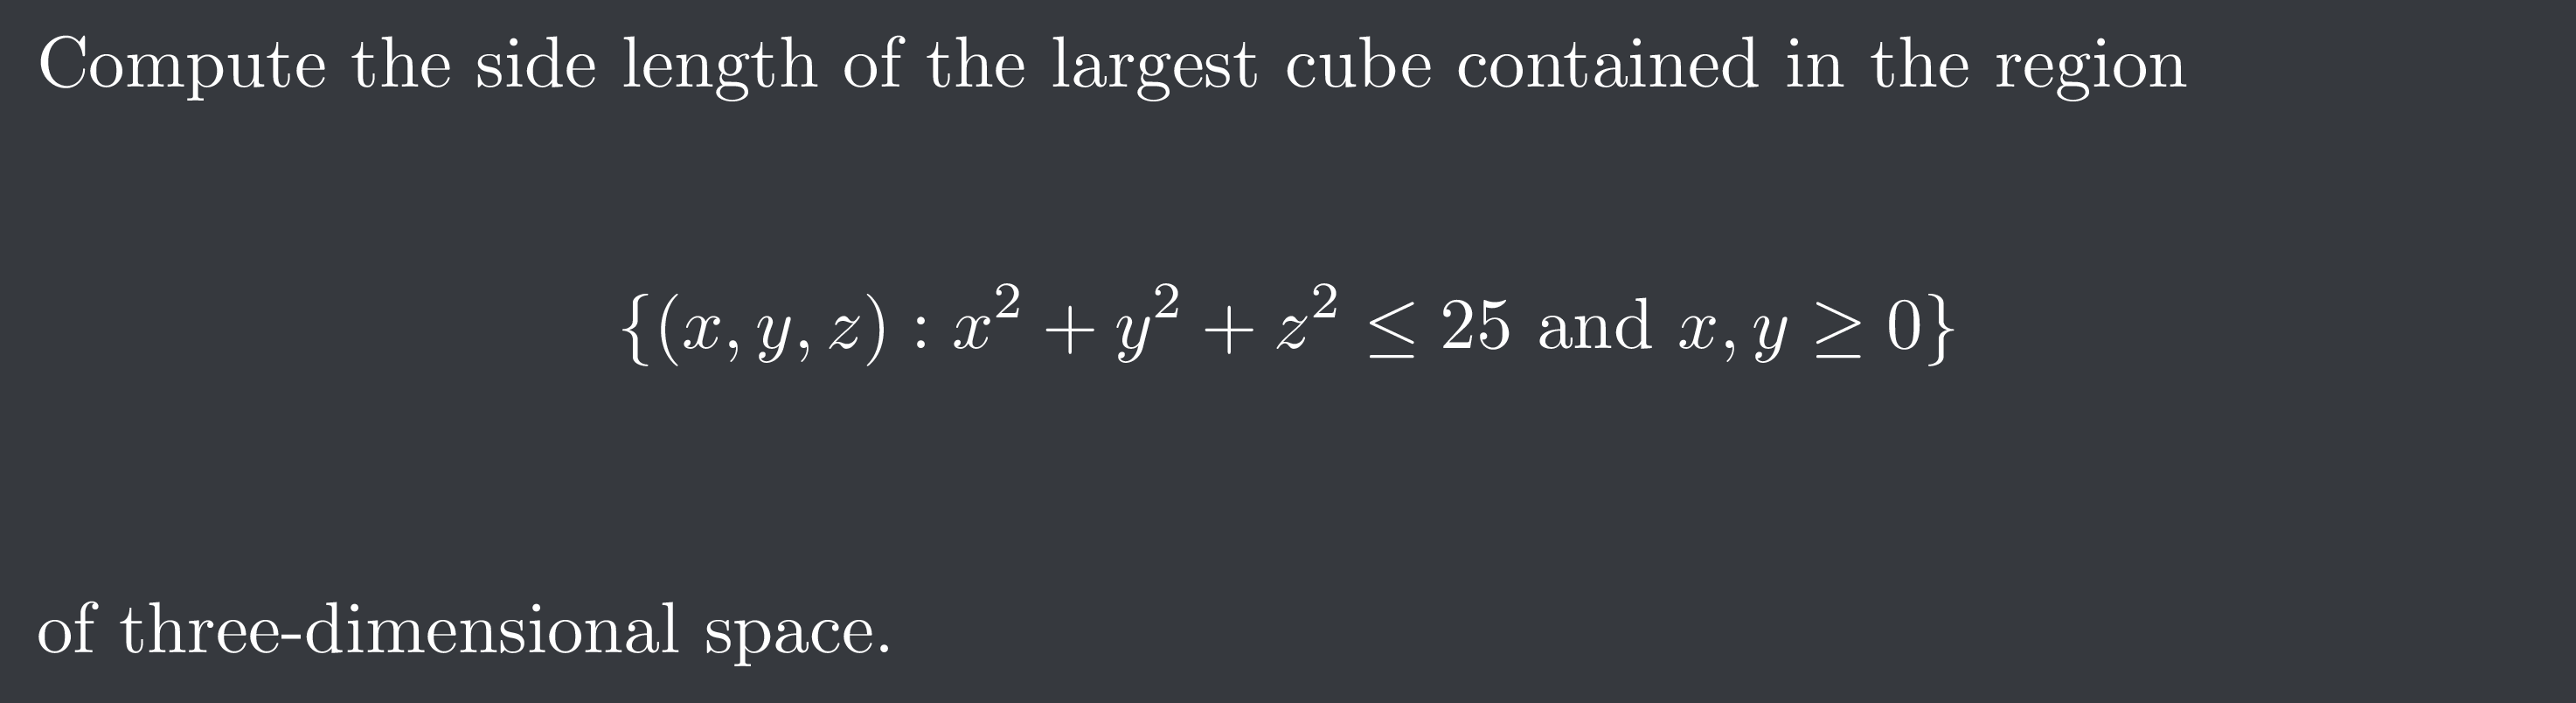 Compute the side length of the largest cube contained in the region
{(x, y, z) : x² + y² + z² ≤ 25 and x, y ≥ 0}
of three-dimensional space.